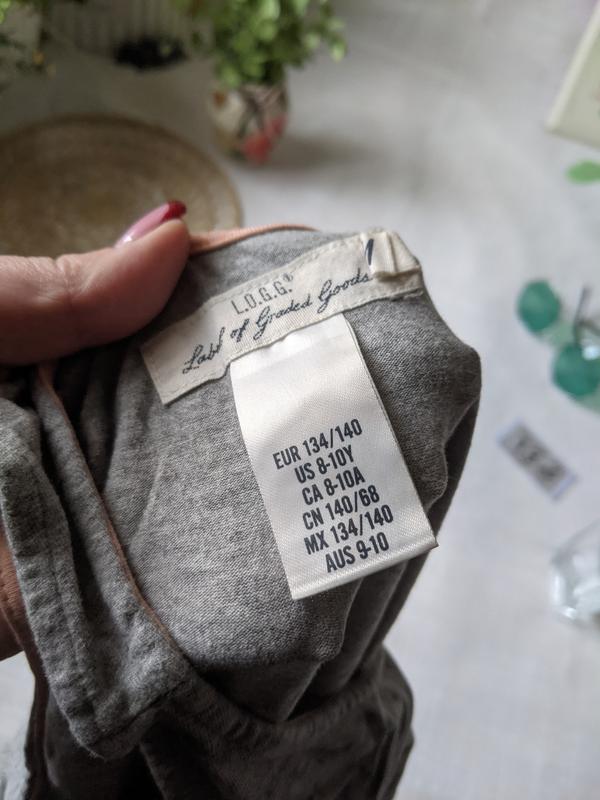 L.O.G.G.®
Label of Graded Goods
EUR 134/140
US 8-10Y
CA 8-10A
CN 140/68
MX 134/140
AUS 9-10